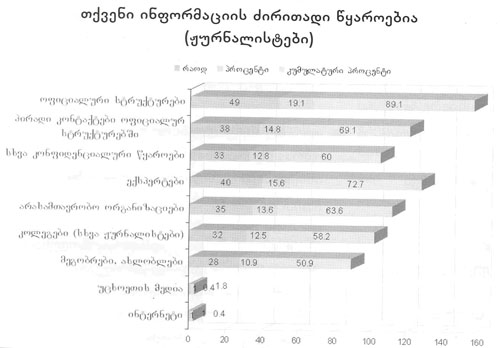 თქვენი ინფორმაციის ძირითადი წყაროებია
(ჟურნალისტები)
რაოდ პროცენტი კუმულატური პროცენტი
ოფიციალური სტრუქტურები 49 19.1 89.1
პირადი კონტაქტები ოფიციალურ
სტრუქტურებში 38 14.8 69.1
სხვა კონფიდენციალური წყაროები 33 12.8 60
ექსპერტები 40 15.6 72.7
არასამთავრობო ორგანიზაციები 35 13.6 63.6
კოლეგები (სხვა ჟურნალისტები) 32 12.5 58.2
მეგობრები, ახლობლები 28 10.9 50.9
უცხოეთის მედია 1 0.4 1.8
ინტერნეტი 1 0.4
0 20 40 60 80 100 120 140 160